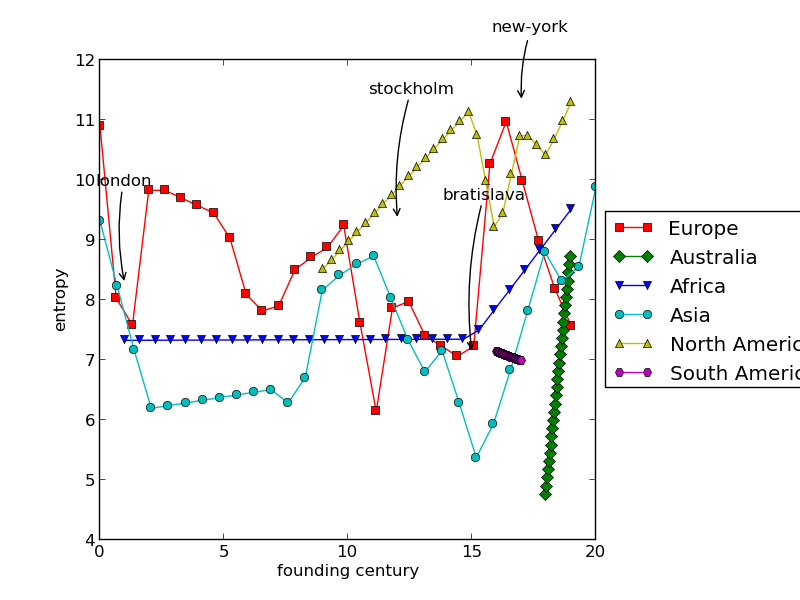 new-york
12
stockholm
11
london
10
bratislava
9
8
7
6
5
4
entropy
0
5
10
15
20
founding century
Europe
Australia
Africa
Asia
North Americ
South Americ